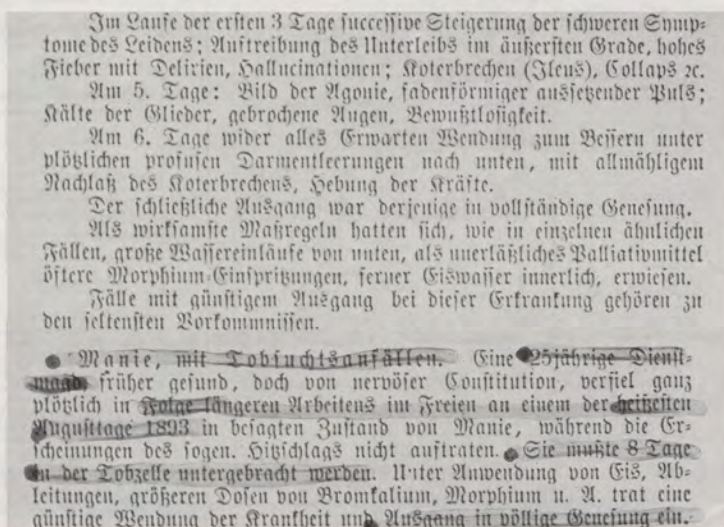 Im Laufe der ersten 3 Tage successive Steigerung der schweren Symp-
tome des Leidens; Auftreibung des Unterleibs im äußersten Grade, hohes
Fieber mit Delirien, Hallucinationen; Koterbrechen (Ileus), Collaps ꝛc.
Am 5. Tage: Bild der Agonie, fadenförmiger aussetzender Puls;
Kälte der Glieder, gebrochene Augen, Bewußtlosigkeit.
Am 6. Tage wider alles Erwarten Wendung zum Bessern unter
plötzlichen profusen Darmentleerungen nach unten, mit allmähligem
Nachlaß des Koterbrechens, Hebung der Kräfte.
Der schließliche Ausgang war derjenige in vollständige Genesung.
Als wirksamste Maßregeln hatten sich, wie in einzelnen ähnlichen
Fällen, große Wassereinläufe von unten, als unerläßliches Palliativmittel
öftere Morphium-Einspritzungen, ferner Eiswasser innerlich, erwiesen.
Fälle mit günstigem Ausgang bei dieser Erkrankung gehören zu
den seltensten Vorkommnissen.
Manie, mit Tobsuchtsanfällen. Eine 25jährige Dienst-
magd, früher gesund, doch von nervöser Constitution, verfiel ganz
plötzlich in Folge längeren Arbeitens im Freien an einem der heißesten
Augusttage 1893 in besagten Zustand von Manie, während die Er-
scheinungen des sogen. Hitzschlags nicht auftraten. Sie mußte 8 Tage
in der Tobzelle untergebracht werden. Unter Anwendung von Eis, Ab-
leitungen, größeren Dosen von Bromkalium, Morphium u. A. trat eine
günstige Wendung der Krankheit und Ausgang in völlige Genesung ein.